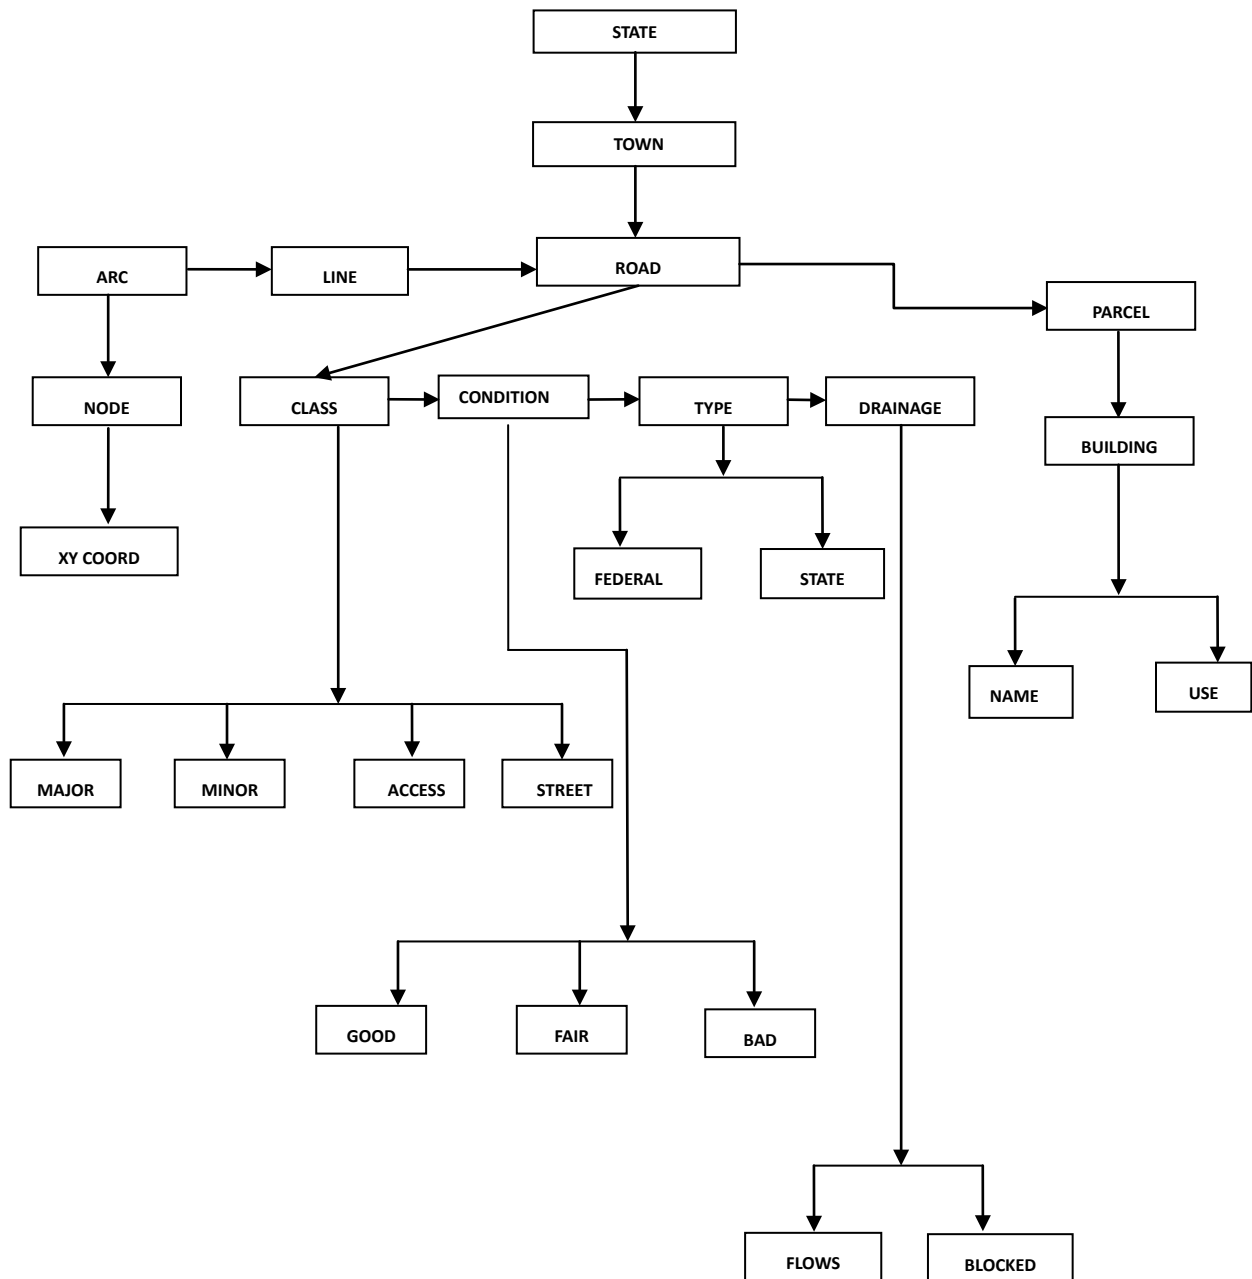 STATE
TOWN
ARC
LINE
ROAD
PARCEL
NODE
CLASS
CONDITION
TYPE
DRAINAGE
BUILDING
XY COORD
FEDERAL
STATE
NAME
USE
MAJOR
MINOR
ACCESS
STREET
GOOD
FAIR
BAD
FLOWS
BLOCKED